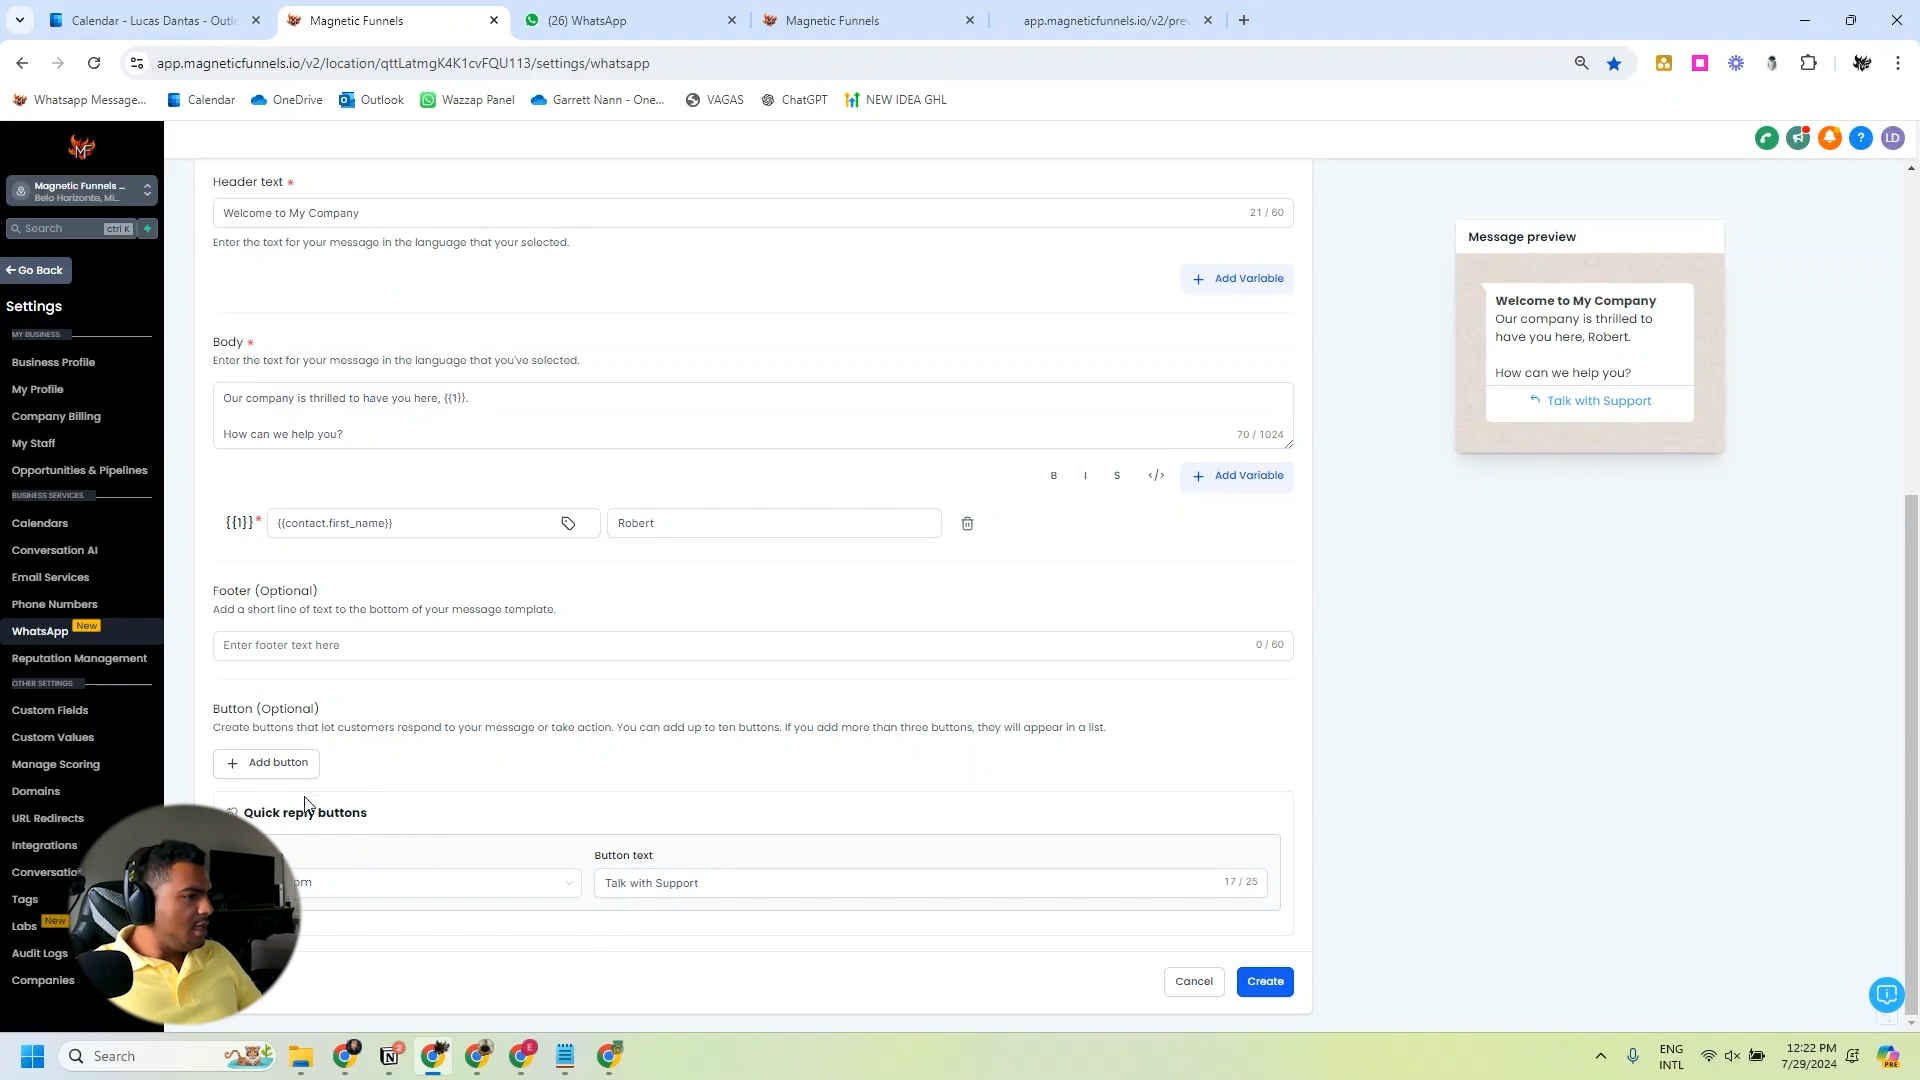 Calendar - Lucas Dantas - Outlo
Magnetic Funnels
(26) WhatsApp
Magnetic Funnels
app.magneticfunnels.io/v2/prev
app.magneticfunnels.io/v2/location/qttLatmgK4K1cvFQU113/settings/whatsapp
Whatsapp Message...
Calendar
OneDrive
Outlook
Wazzap Panel
Garrett Nann - One...
VAGAS
ChatGPT
NEW IDEA GHL
MF
Magnetic Funnels ...
Belo Horizonte, Mi...
Search
ctrl K
Go Back
Settings
MY BUSINESS
Business Profile
My Profile
Company Billing
My Staff
Opportunities & Pipelines
BUSINESS SERVICES
Calendars
Conversation AI
Email Services
Phone Numbers
WhatsApp
New
Reputation Management
OTHER SETTINGS
Custom Fields
Custom Values
Manage Scoring
Domains
URL Redirects
Integrations
Conversatio
Tags
Labs
New
Audit Logs
Companies
LD
Header text *
Welcome to My Company
21 / 60
Enter the text for your message in the language that your selected.
Add Variable
Body *
Enter the text for your message in the language that you've selected.
Our company is thrilled to have you here, {{1}}.
How can we help you?
70 / 1024
B
I
S
</>
Add Variable
{{1}}*
{{contact.first_name}}
Robert
Footer (Optional)
Add a short line of text to the bottom of your message template.
Enter footer text here
0 / 60
Button (Optional)
Create buttons that let customers respond to your message or take action. You can add up to ten buttons. If you add more than three buttons, they will appear in a list.
Add button
Quick reply buttons
Button text
om
Talk with Support
17 / 25
Cancel
Create
Message preview
Welcome to My Company
Our company is thrilled to
have you here, Robert.
How can we help you?
Talk with Support
Search
2
E
ENG
INTL
12:22 PM
7/29/2024
PRE